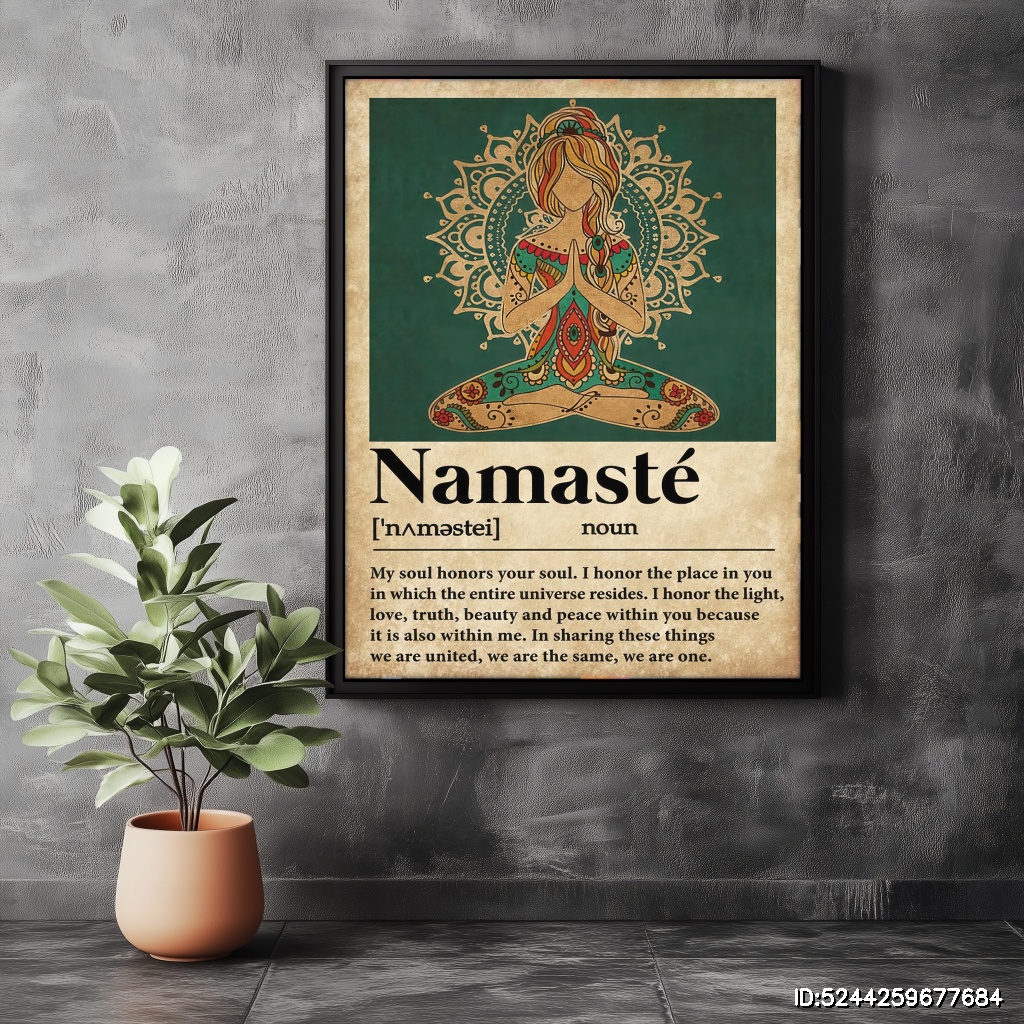 Namasté
['nʌməstei] noun
My soul honors your soul. I honor the place in you
in which the entire universe resides. I honor the light,
love, truth, beauty and peace within you because
it is also within me. In sharing these things
we are united, we are the same, we are one.
ID:5244259677684